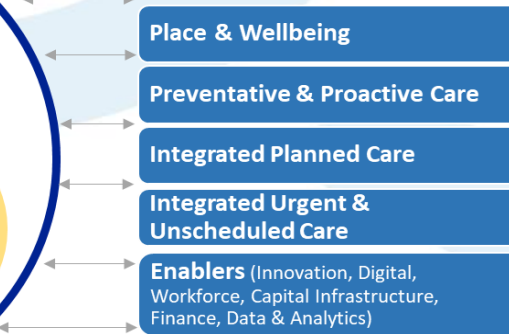 Place & Wellbeing
Preventative & Proactive Care
Integrated Planned Care
Integrated Urgent &
Unscheduled Care
Enablers (Innovation, Digital,
Workforce, Capital Infrastructure,
Finance, Data & Analytics)